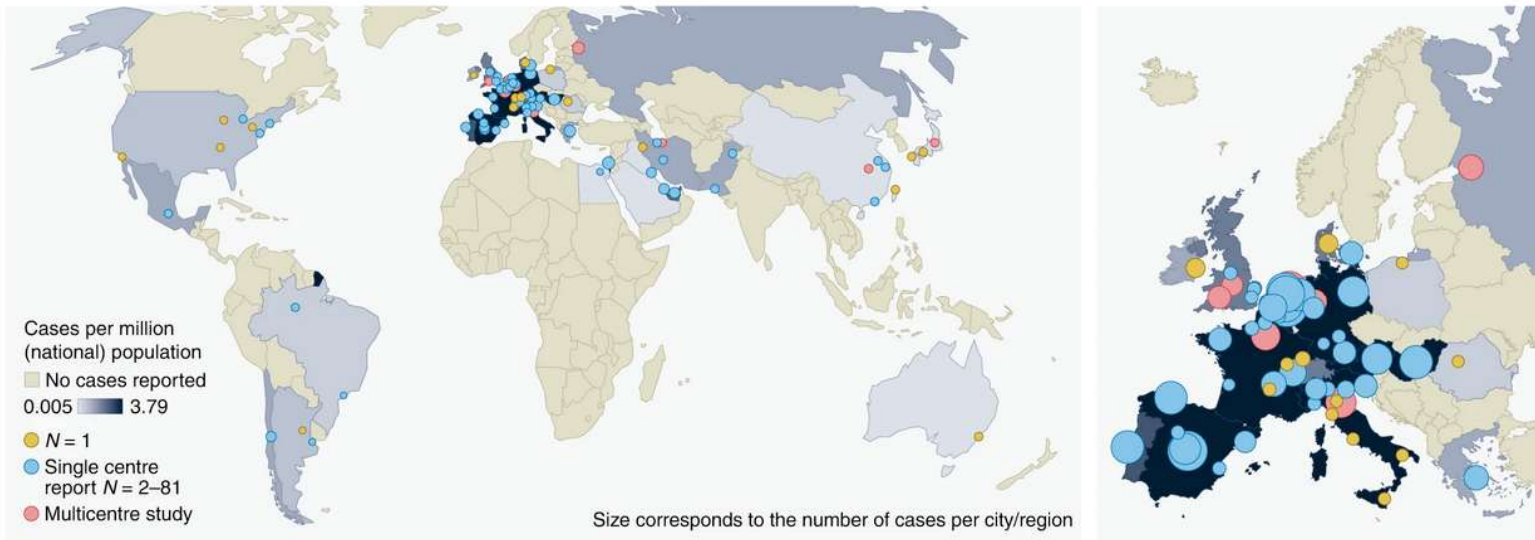 Cases per million
(national) population
No cases reported
0.005 3.79
N = 1
Single centre
report N = 2–81
Multicentre study
Size corresponds to the number of cases per city/region